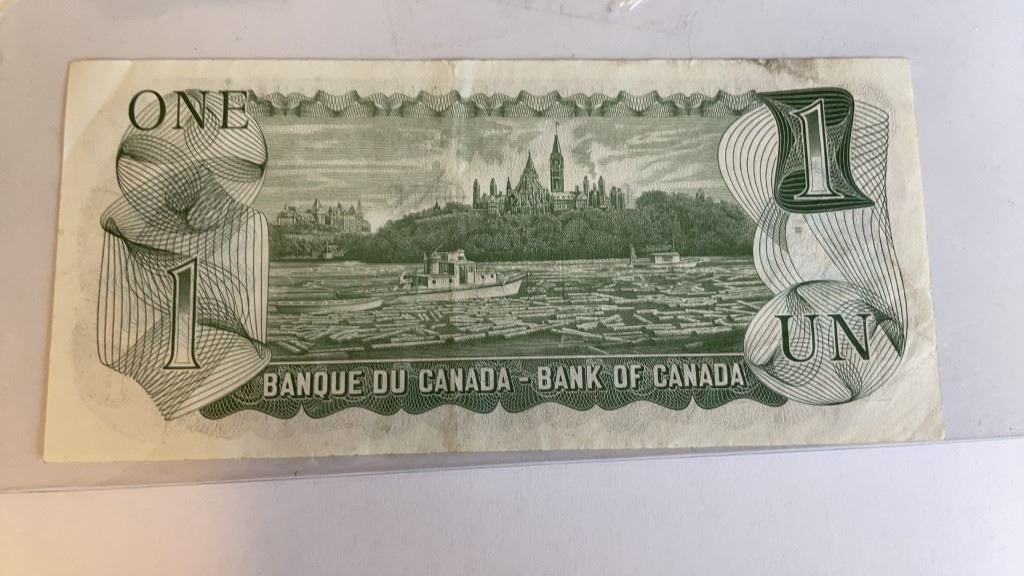 ONE
1
1
UN
BANQUE DU CANADA - BANK OF CANADA